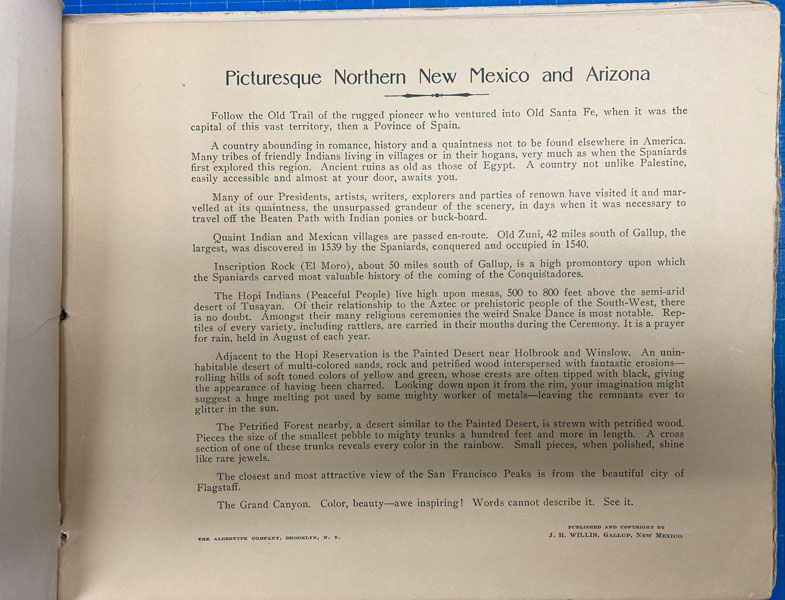 Picturesque Northern New Mexico and Arizona
Follow the Old Trail of the rugged pioneer who ventured into Old Santa Fe, when it was the
capital of this vast territory, then a Povince of Spain.
A country abounding in romance, history and a quaintness not to be found elsewhere in America.
Many tribes of friendly Indians living in villages or in their hogans, very much as when the Spaniards
first explored this region. Ancient ruins as old as those of Egypt. A country not unlike Palestine,
easily accessible and almost at your door, awaits you.
Many of our Presidents, artists, writers, explorers and parties of renown have visited it and mar-
velled at its quaintness, the unsurpassed grandeur of the scenery, in days when it was necessary to
travel off the Beaten Path with Indian ponies or buck-board.
Quaint Indian and Mexican villages are passed en-route. Old Zuni, 42 miles south of Gallup, the
largest, was discovered in 1539 by the Spaniards, conquered and occupied in 1540.
Inscription Rock (El Moro), about 50 miles south of Gallup, is a high promontory upon which
the Spaniards carved most valuable history of the coming of the Conquistadores.
The Hopi Indians (Peaceful People) live high upon mesas, 500 to 800 feet above the semi-arid
desert of Tusayan. Of their relationship to the Aztec or prehistoric people of the South-West, there
is no doubt. Amongst their many religious ceremonies the weird Snake Dance is most notable. Rep-
tiles of every variety, including rattlers, are carried in their mouths during the Ceremony. It is a prayer
for rain, held in August of each year.
Adjacent to the Hopi Reservation is the Painted Desert near Holbrook and Winslow. An unin-
habitable desert of multi-colored sands, rock and petrified wood interspersed with fantastic erosions—
rolling hills of soft toned colors of yellow and green, whose crests are often tipped with black, giving
the appearance of having been charred. Looking down upon it from the rim, your imagination might
suggest a huge melting pot used by some mighty worker of metals—leaving the remnants ever to
glitter in the sun.
The Petrified Forest nearby, a desert similar to the Painted Desert, is strewn with petrified wood.
Pieces the size of the smallest pebble to mighty trunks a hundred feet and more in length. A cross
section of one of these trunks reveals every color in the rainbow. Small pieces, when polished, shine
like rare jewels.
The closest and most attractive view of the San Francisco Peaks is from the beautiful city of
Flagstaff.
The Grand Canyon. Color, beauty—awe inspiring! Words cannot describe it. See it.
THE ALBERTYPE COMPANY, BROOKLYN, N. Y.
PUBLISHED AND COPYRIGHT BY
J. R. WILLIS, GALLUP, NEW MEXICO